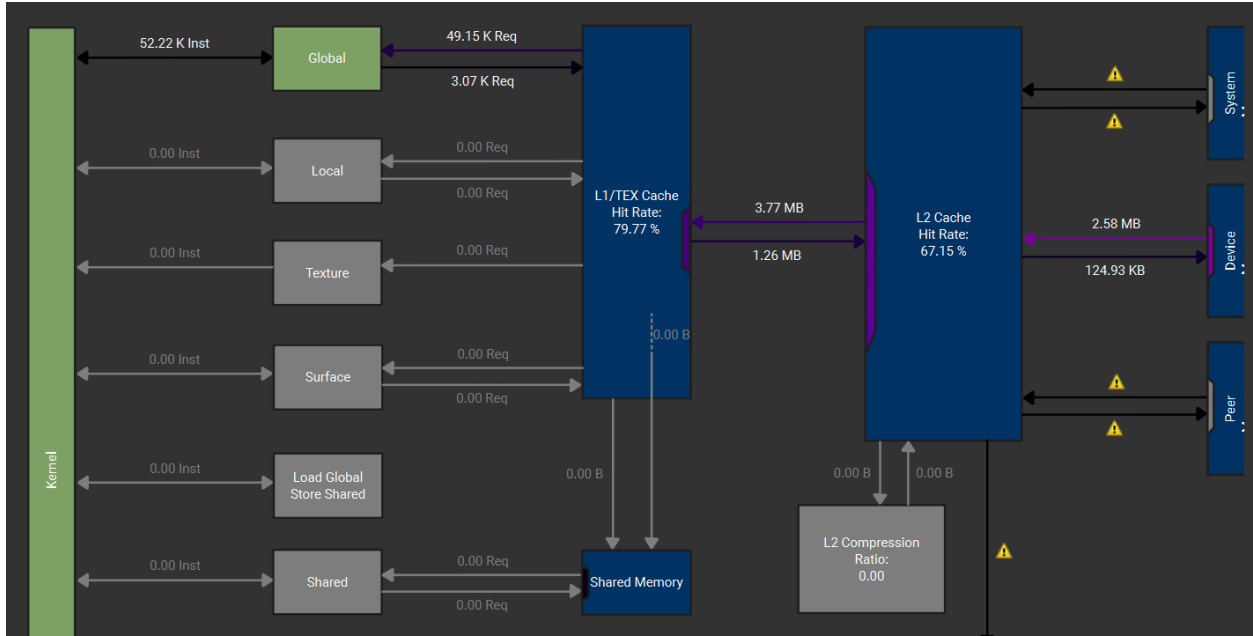 52.22 K Inst
Global
49.15 K Req
3.07 K Req
0.00 Inst
Local
0.00 Req
0.00 Req
0.00 Inst
Texture
0.00 Req
0.00 Inst
Surface
0.00 Req
0.00 Req
0.00 Inst
Load Global
Store Shared
0.00 Inst
Shared
0.00 Req
0.00 Req
Kernel
L1/TEX Cache
Hit Rate:
79.77 %
0.00 B
0.00 B
Shared Memory
3.77 MB
1.26 MB
L2 Cache
Hit Rate:
67.15 %
0.00 B
0.00 B
L2 Compression
Ratio:
0.00
2.58 MB
124.93 KB
System
Device
Peer